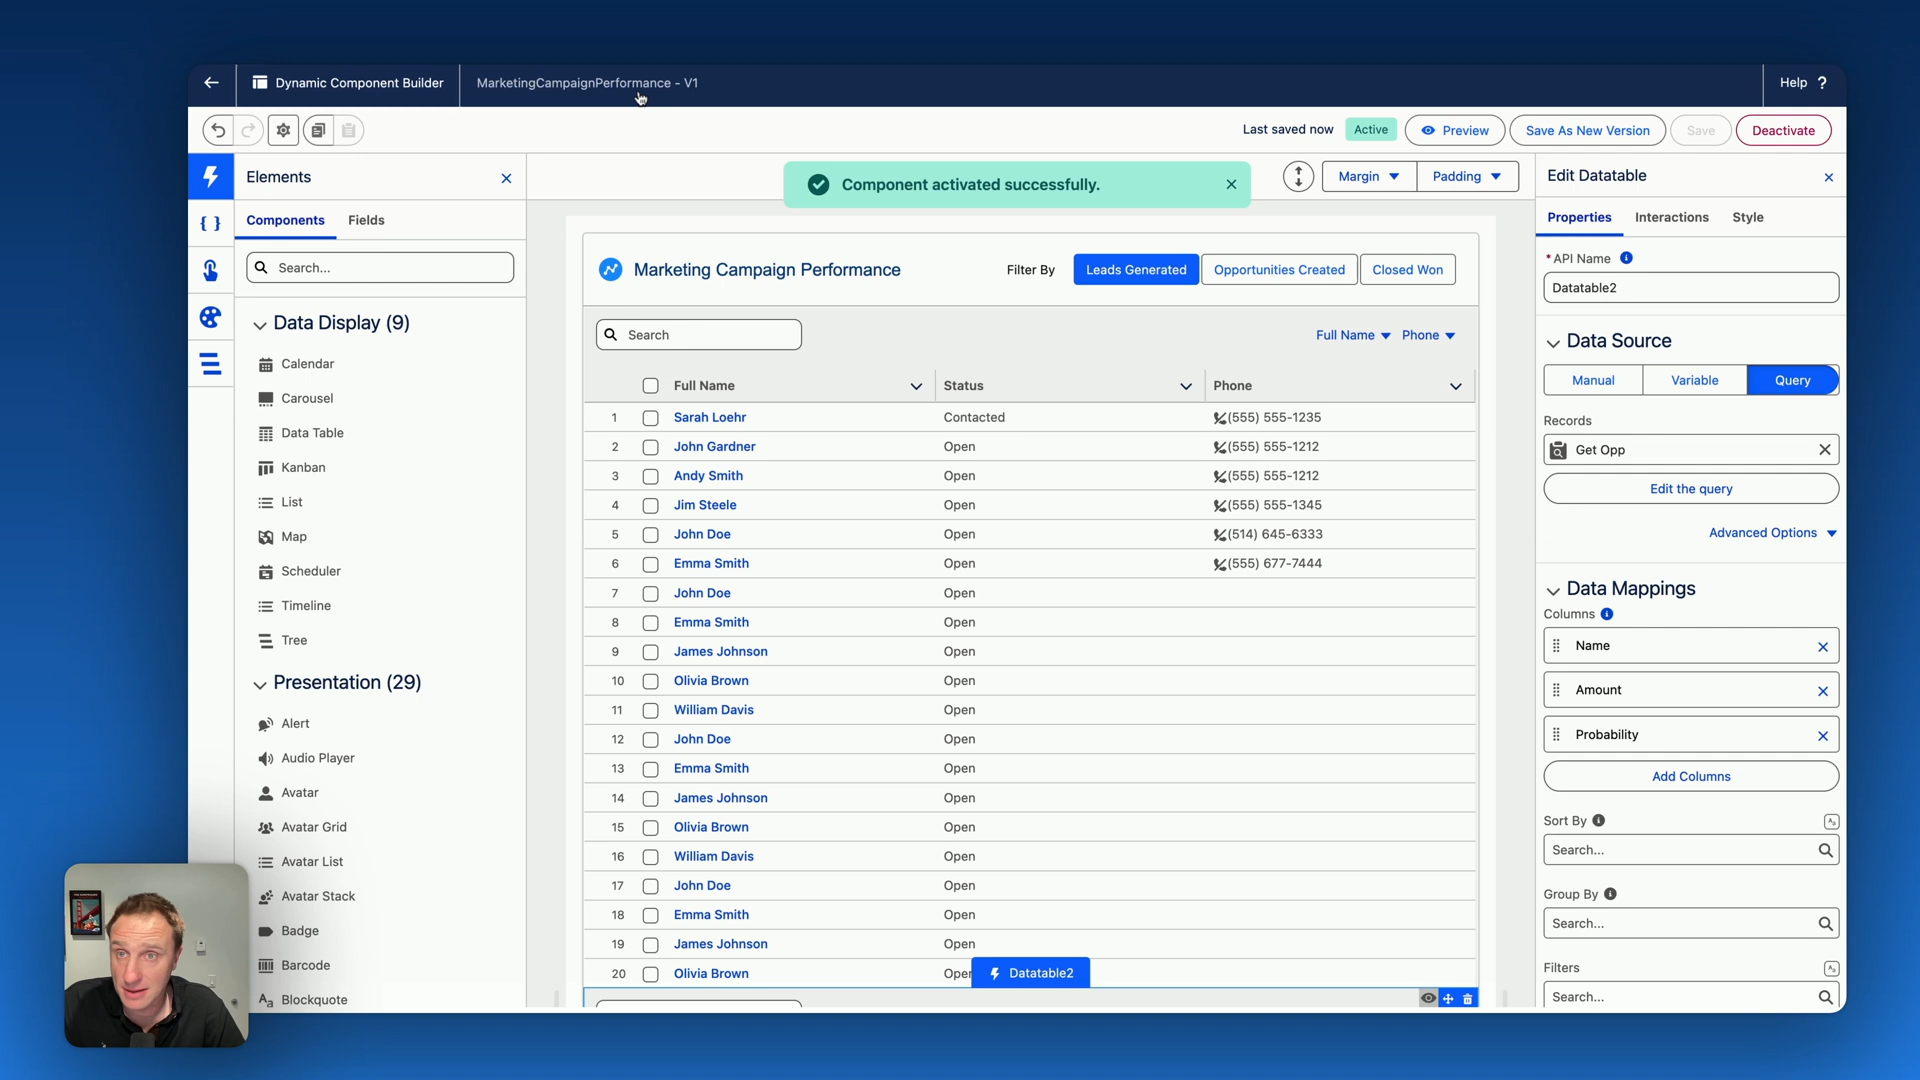 Dynamic Component Builder
MarketingCampaignPerformance - V1
Help ?
Last saved now
Active
Preview
Save As New Version
Save
Deactivate
Elements
Components
Fields
Search...
Data Display (9)
Calendar
Carousel
Data Table
Kanban
List
Map
Scheduler
Timeline
Tree
Presentation (29)
Alert
Audio Player
Avatar
Avatar Grid
Avatar List
Avatar Stack
Badge
Barcode
Blockquote
Component activated successfully.
Margin
Padding
Marketing Campaign Performance
Filter By
Leads Generated
Opportunities Created
Closed Won
Search
Full Name
Phone
Full Name Status Phone
1 Sarah Loehr Contacted (555) 555-1235
2 John Gardner Open (555) 555-1212
3 Andy Smith Open (555) 555-1212
4 Jim Steele Open (555) 555-1345
5 John Doe Open (514) 645-6333
6 Emma Smith Open (555) 677-7444
7 John Doe Open
8 Emma Smith Open
9 James Johnson Open
10 Olivia Brown Open
11 William Davis Open
12 John Doe Open
13 Emma Smith Open
14 James Johnson Open
15 Olivia Brown Open
16 William Davis Open
17 John Doe Open
18 Emma Smith Open
19 James Johnson Open
20 Olivia Brown Open
Datatable2
Edit Datatable
Properties
Interactions
Style
* API Name
Datatable2
Data Source
Manual
Variable
Query
Records
Get Opp
Edit the query
Advanced Options
Data Mappings
Columns
Name
Amount
Probability
Add Columns
Sort By
Search...
Group By
Search...
Filters
Search...